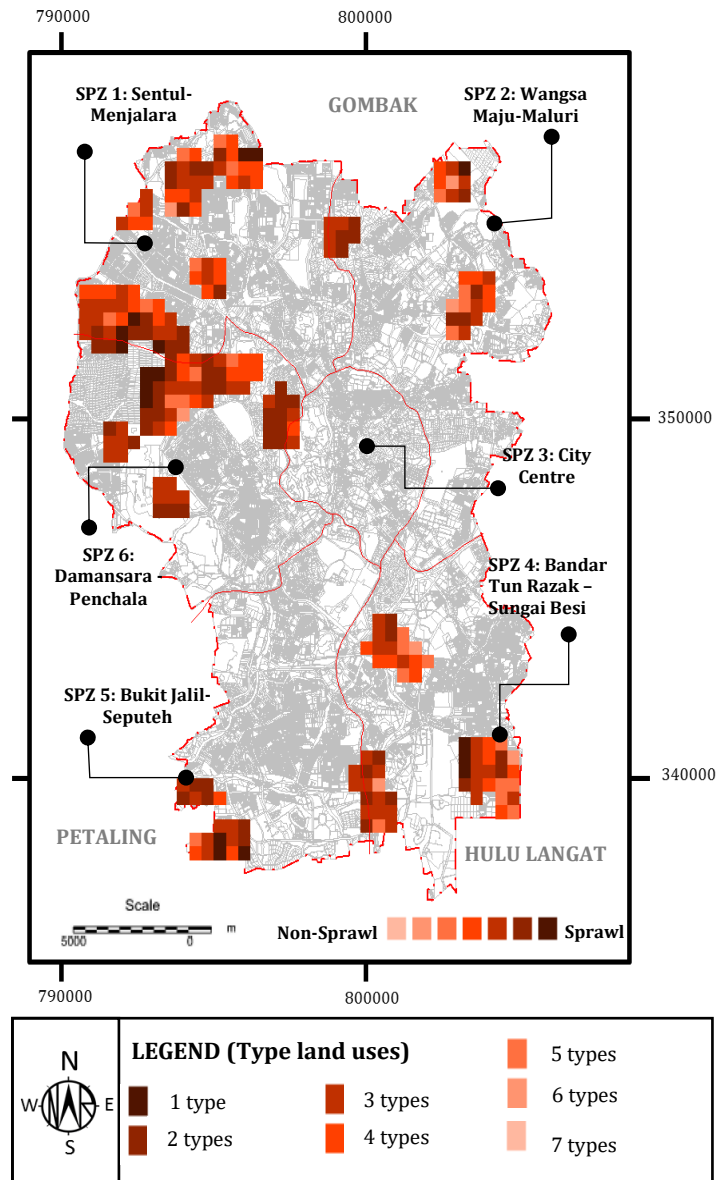 790000
800000
SPZ 1: Sentul-
Menjalara
GOMBAK
SPZ 2: Wangsa
Maju-Maluri
350000
SPZ 3: City
Centre
SPZ 6:
Damansara -
Penchala
SPZ 4: Bandar
Tun Razak –
Sungai Besi
SPZ 5: Bukit Jalil-
Seputeh
340000
PETALING
HULU LANGAT
Scale
5000 0 m
Non-Sprawl Sprawl
790000
800000
LEGEND (Type land uses)
N
W E
S
1 type
2 types
3 types
4 types
5 types
6 types
7 types